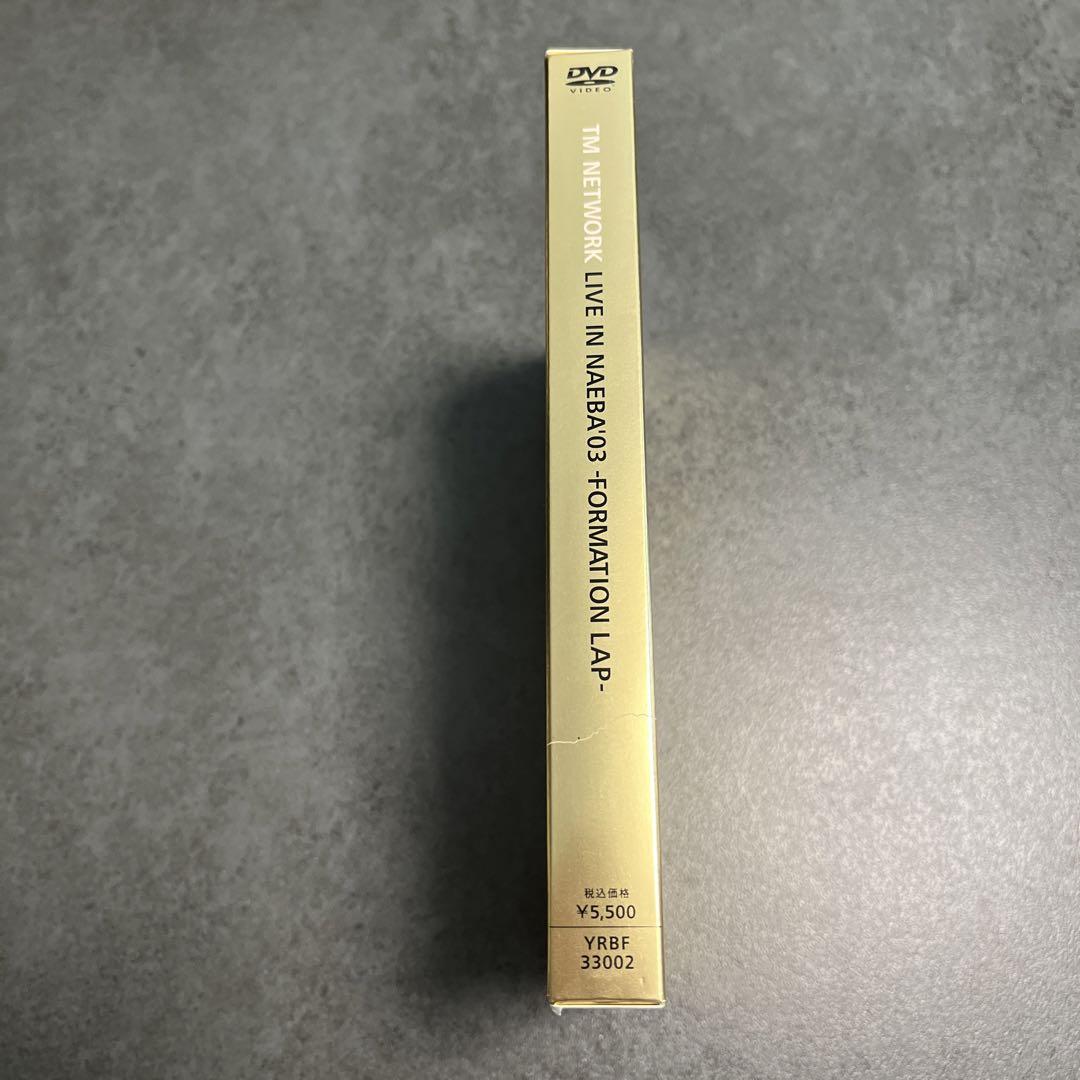 DVD
VIDEO
TM NETWORK LIVE IN NAEBA'03 -FORMATION LAP-
税込価格
¥5,500
YRBF
33002